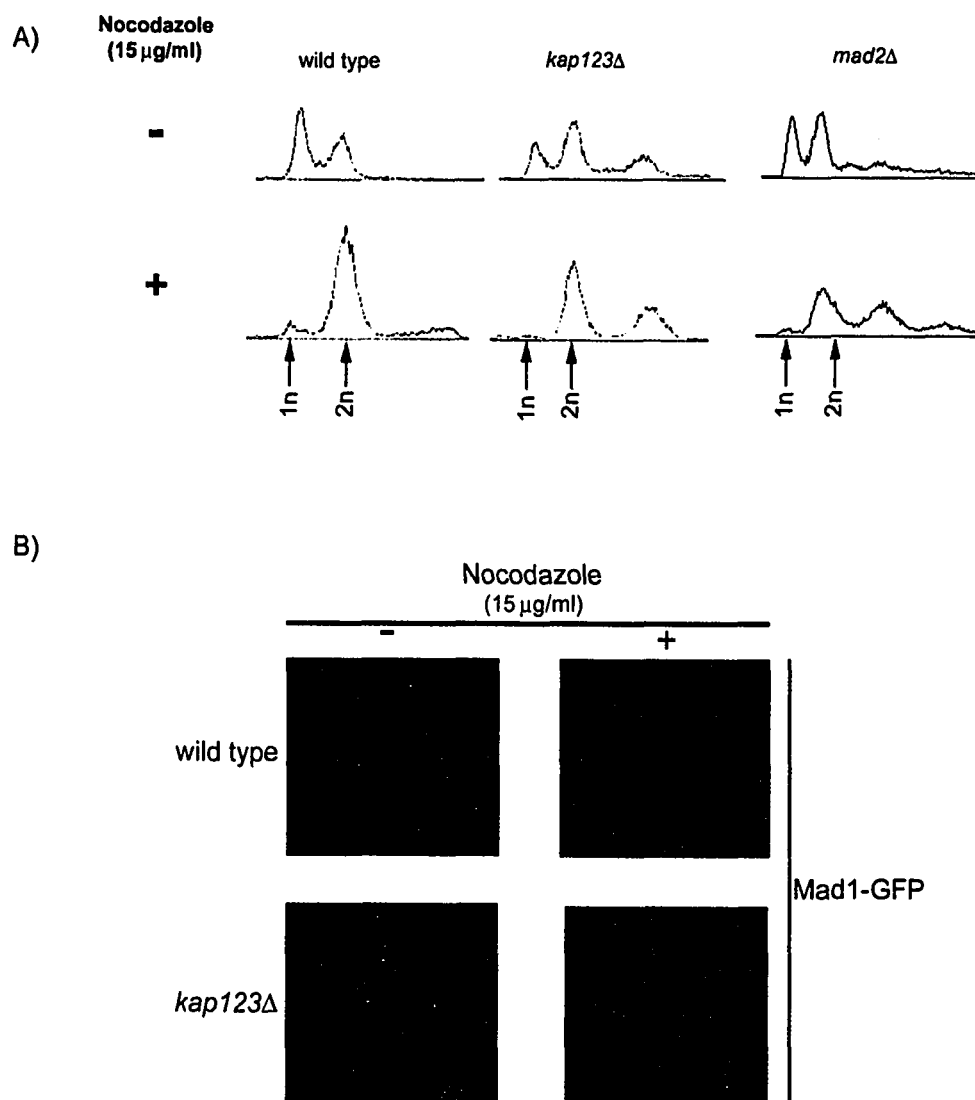 A)
Nocodazole
(15 µg/ml)
wild type
kap123Δ
mad2Δ
-
+
1n
2n
1n
2n
1n
2n
B)
Nocodazole
(15 µg/ml)
-
+
wild type
kap123Δ
Mad1-GFP